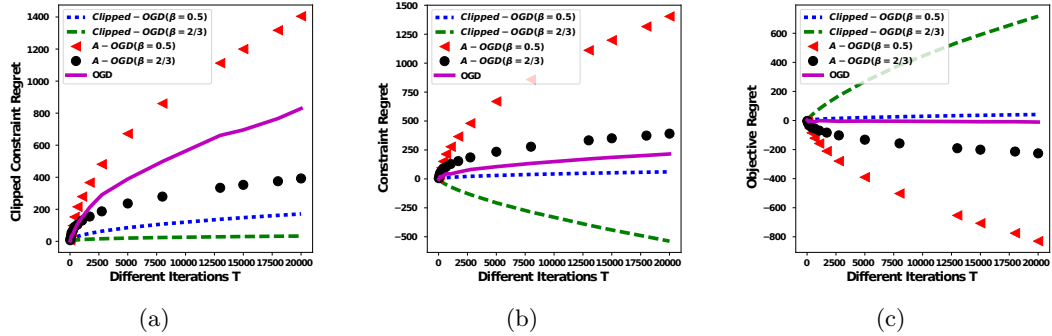 Clipped − OGD(β = 0.5)
Clipped − OGD(β = 2/3)
A − OGD(β = 0.5)
A − OGD(β = 2/3)
OGD
1400
1200
1000
800
600
400
200
0
Clipped Constraint Regret
0 2500 5000 7500 10000 12500 15000 17500 20000
Different Iterations T
(a)
Clipped − OGD(β = 0.5)
Clipped − OGD(β = 2/3)
A − OGD(β = 0.5)
A − OGD(β = 2/3)
OGD
1500
1250
1000
750
500
250
0
−250
−500
Constraint Regret
0 2500 5000 7500 10000 12500 15000 17500 20000
Different Iterations T
(b)
Clipped − OGD(β = 0.5)
Clipped − OGD(β = 2/3)
A − OGD(β = 0.5)
A − OGD(β = 2/3)
OGD
600
400
200
0
−200
−400
−600
−800
Objective Regret
0 2500 5000 7500 10000 12500 15000 17500 20000
Different Iterations T
(c)